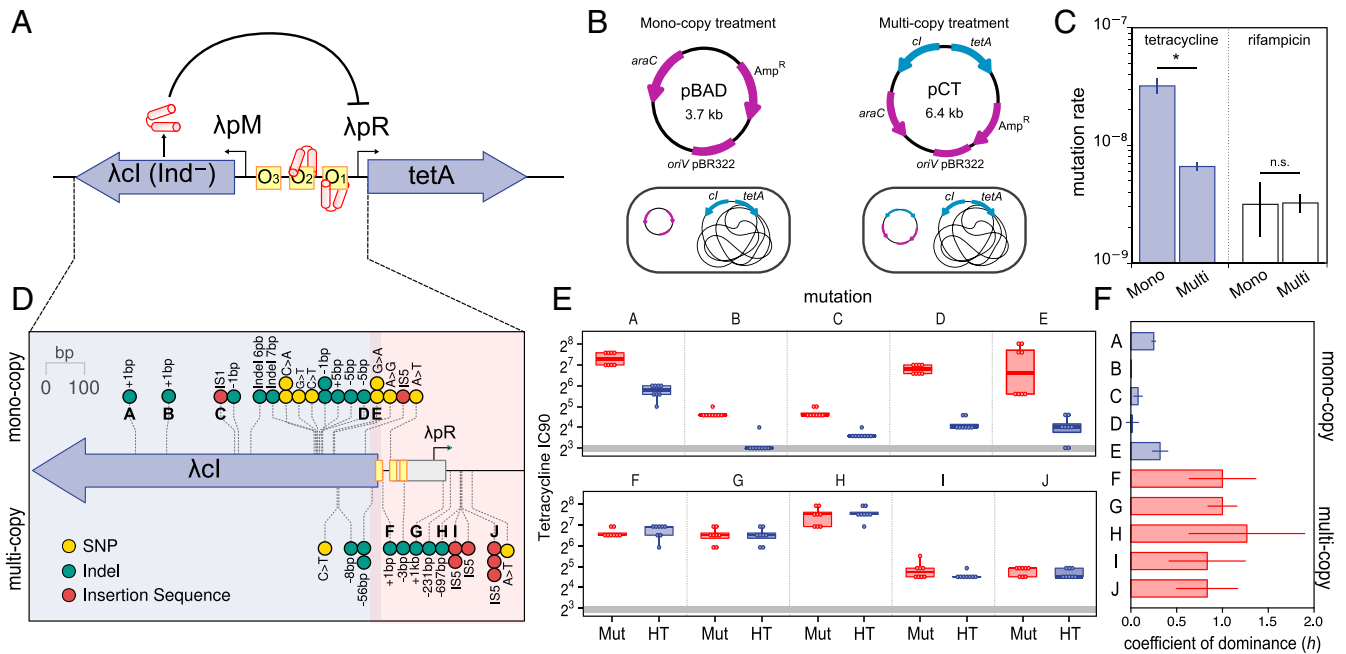 A
λpM
λpR
λcI (Ind⁻)
O3
O2
O1
tetA
B
Mono-copy treatment
araC
AmpR
pBAD
3.7 kb
oriV pBR322
cI
tetA
Multi-copy treatment
cI
tetA
pCT
6.4 kb
araC
AmpR
oriV pBR322
cI
tetA
C
10⁻⁷
10⁻⁸
10⁻⁹
mutation rate
tetracycline
rifampicin
*
n.s.
Mono
Multi
Mono
Multi
D
bp
0 100
mono-copy
multi-copy
+1bp
+1bp
IS1
-1bp
Indel 6pb
Indel 7bp
C>A
G>T
C>T
-1bp
+5bp
-5bp
-5bp
G>A
A>G
IS5
A>T
A
B
C
D
E
λpR
λcI
F
G
H
I
J
C>T
-8bp
-56bp
+1bp
-3bp
+1kb
-231bp
-697bp
IS5
IS5
IS5
A>T
SNP
Indel
Insertion Sequence
E
mutation
A B C D E
Tetracycline IC90
2⁸
2⁷
2⁶
2⁵
2⁴
2³
F G H I J
2⁸
2⁷
2⁶
2⁵
2⁴
2³
Mut HT Mut HT Mut HT Mut HT Mut HT
F
A
B
C
D
E
F
G
H
I
J
mono-copy
multi-copy
0.0 0.5 1.0 1.5 2.0
coefficient of dominance (h)